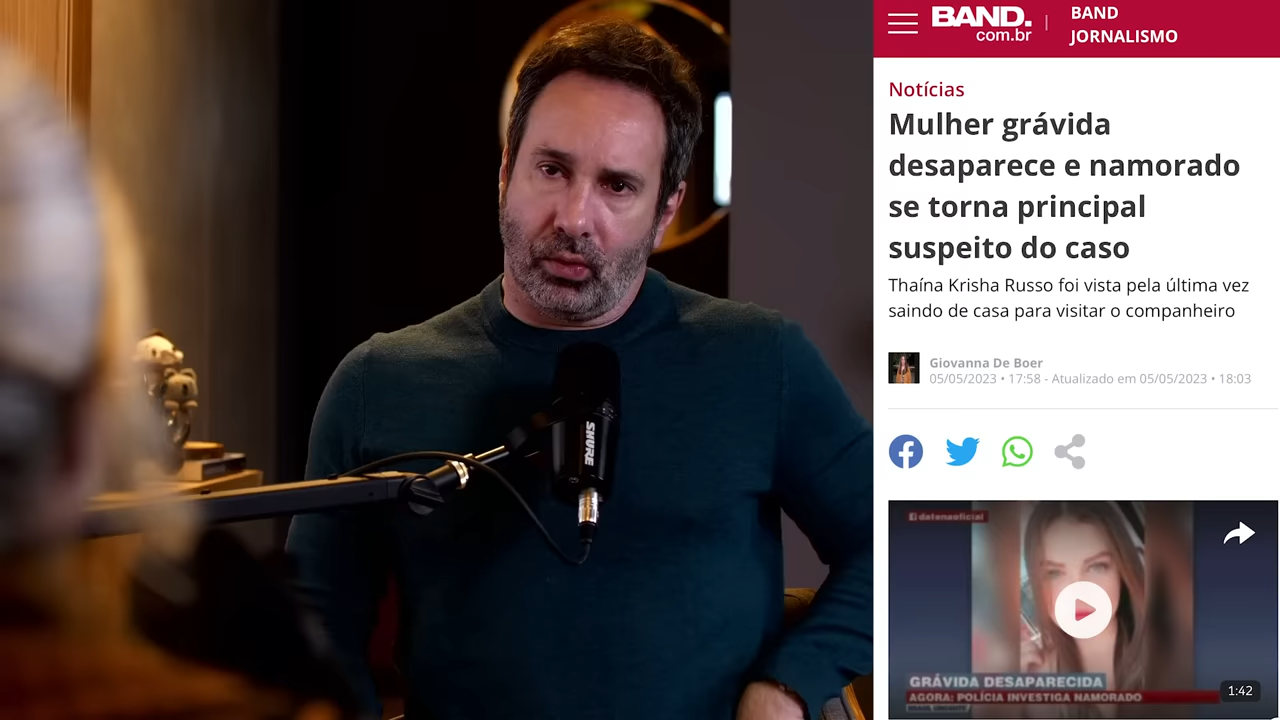 SHURE
BAND.
com.br
BAND
JORNALISMO
Notícias
Mulher grávida
desaparece e namorado
se torna principal
suspeito do caso
Thaína Krisha Russo foi vista pela última vez
saindo de casa para visitar o companheiro
Giovanna De Boer
05/05/2023 • 17:58 - Atualizado em 05/05/2023 • 18:03
datenaoficial
GRÁVIDA DESAPARECIDA
AGORA: POLÍCIA INVESTIGA NAMORADO
BRASIL URGENTE
1:42